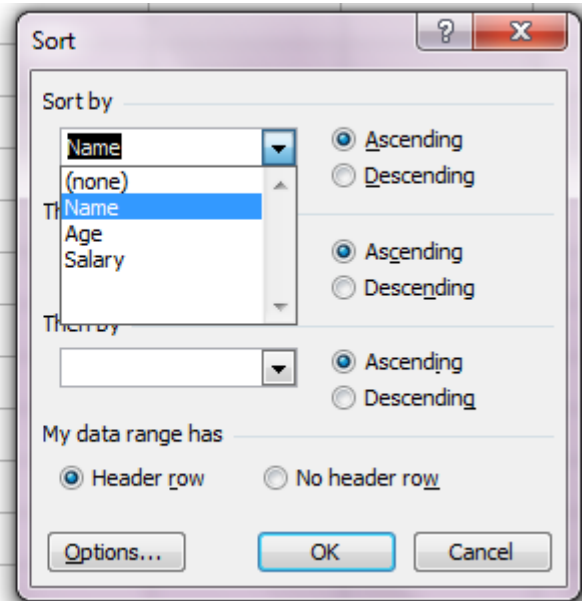 Sort
Sort by
Name
Ascending
Descending
(none)
Name
Age
Salary
Ascending
Descending
Then by
Ascending
Descending
My data range has
Header row
No header row
Options...
OK
Cancel